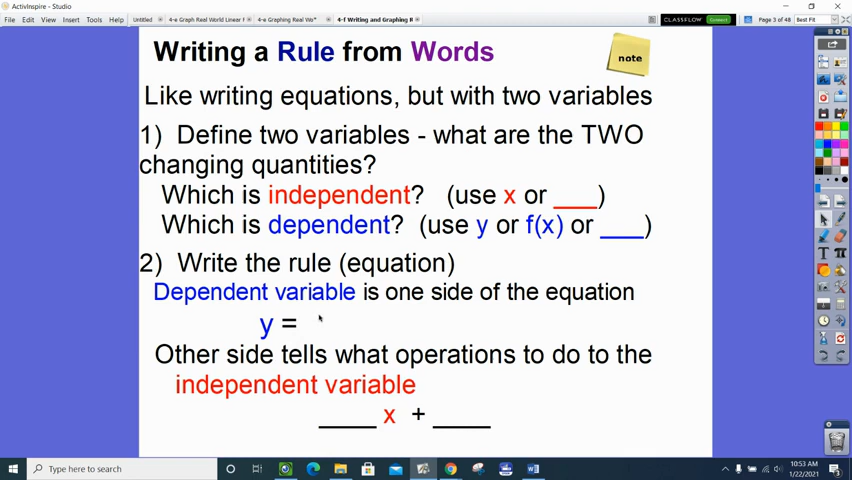 ActivInspire - Studio
File Edit View Insert Tools Help
Untitled
4-e Graph Real World Linear F
4-e Graphing Real Wo*
4-f Writing and Graphing R
CLASSFLOW
Connect
Page 3 of 48
Best Fit
Writing a Rule from Words
note
Like writing equations, but with two variables
1) Define two variables - what are the TWO
changing quantities?
Which is independent? (use x or ___)
Which is dependent? (use y or f(x) or ___)
2) Write the rule (equation)
Dependent variable is one side of the equation
y =
Other side tells what operations to do to the
independent variable
____ x + ____
Type here to search
10:53 AM
1/22/2021